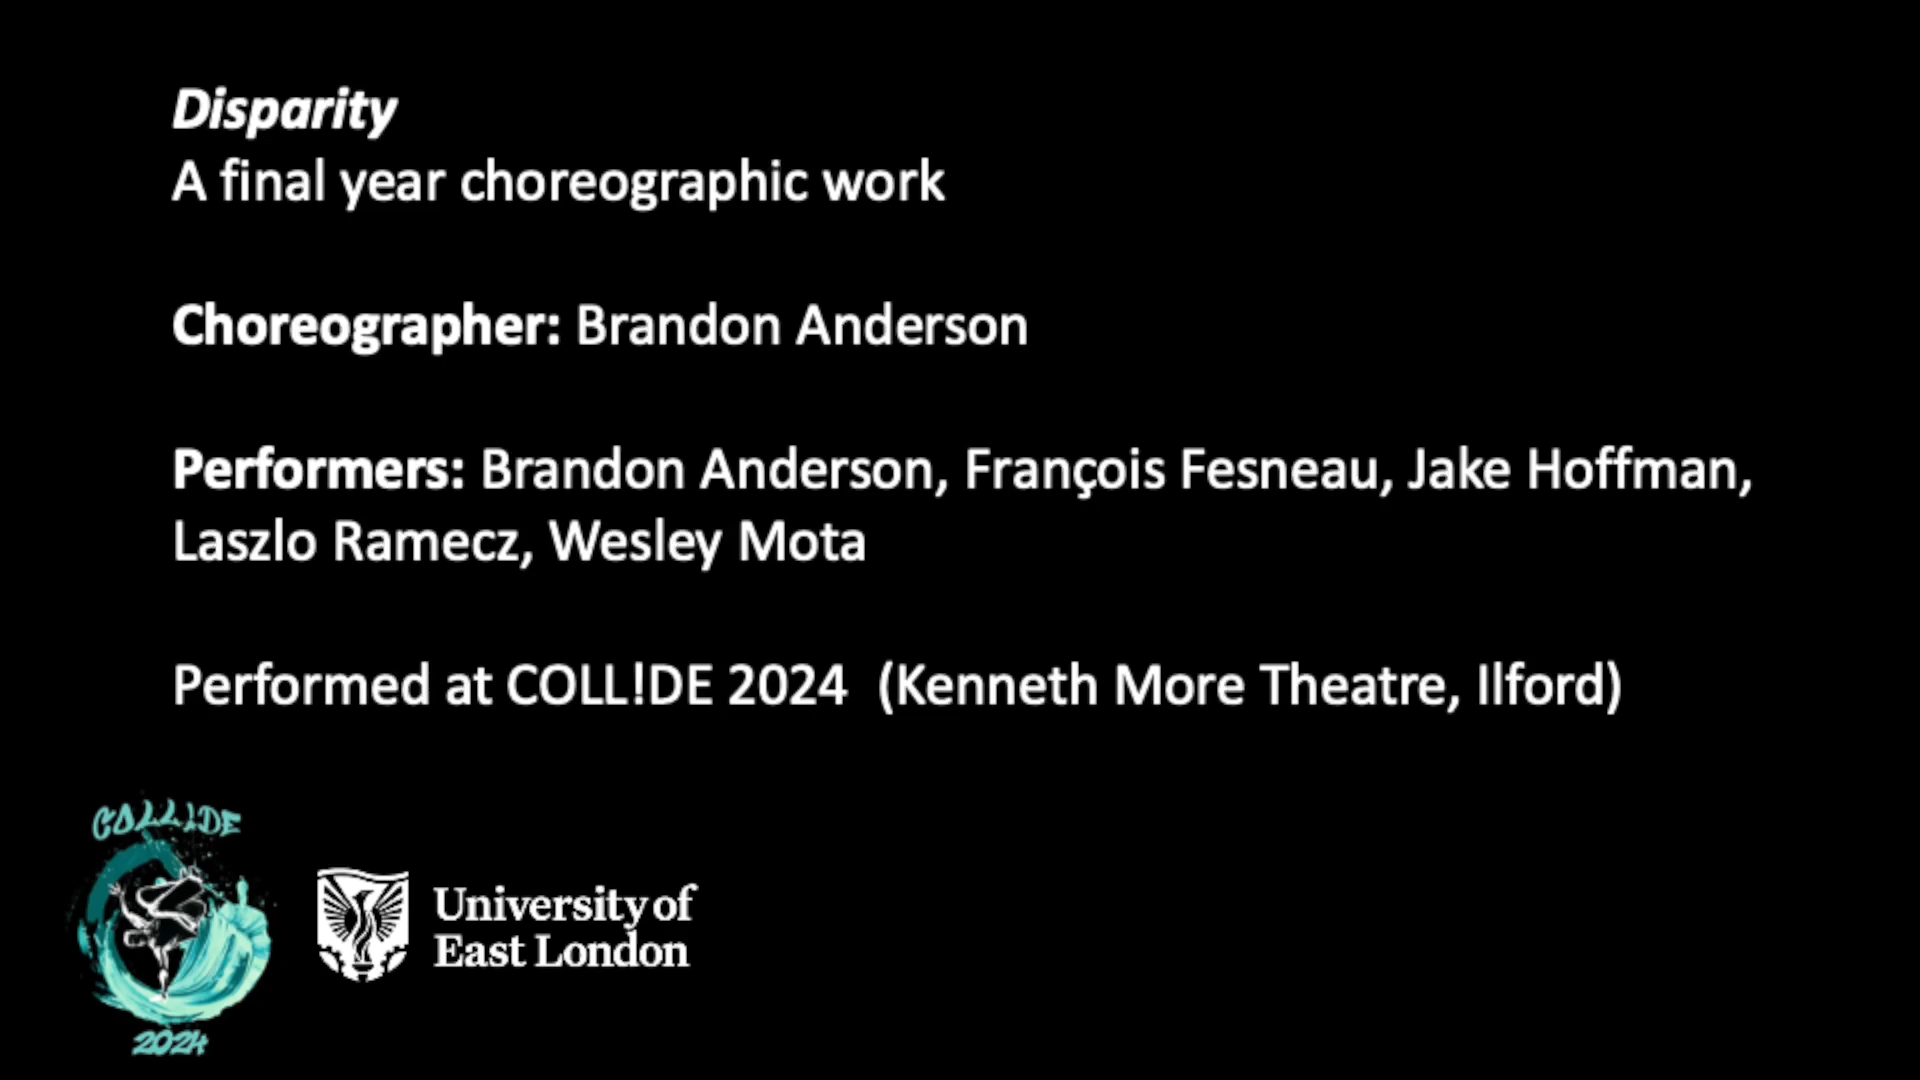 Disparity
A final year choreographic work
Choreographer: Brandon Anderson
Performers: Brandon Anderson, François Fesneau, Jake Hoffman,
Laszlo Ramecz, Wesley Mota
Performed at COLL!DE 2024  (Kenneth More Theatre, Ilford)
COLL!DE
2024
University of
East London